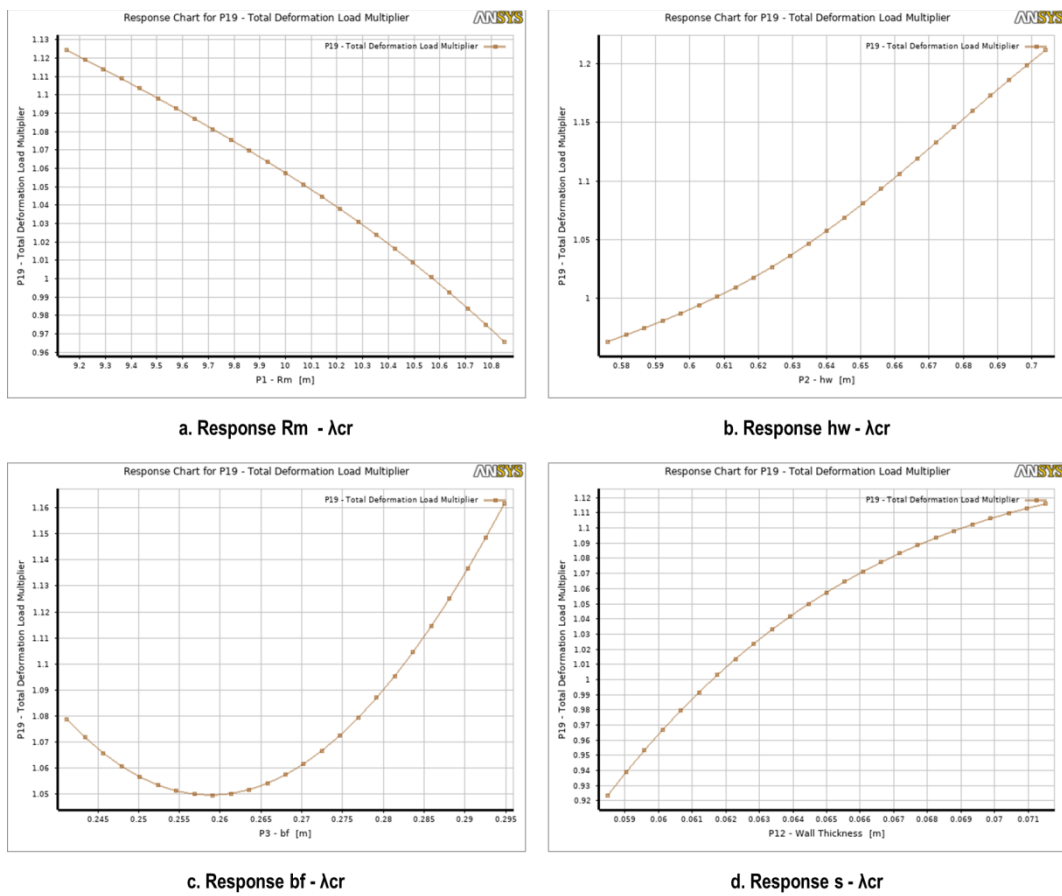 Response Chart for P19 - Total Deformation Load Multiplier
ANSYS
P19 - Total Deformation Load Multiplier
P19 - Total Deformation Load Multiplier
1.13
1.12
1.11
1.1
1.09
1.08
1.07
1.06
1.05
1.04
1.03
1.02
1.01
1
0.99
0.98
0.97
0.96
9.2 9.3 9.4 9.5 9.6 9.7 9.8 9.9 10.0 10.1 10.2 10.3 10.4 10.5 10.6 10.7 10.8
P1 - Rm [m]
a. Response Rm - λcr
Response Chart for P19 - Total Deformation Load Multiplier
ANSYS
P19 - Total Deformation Load Multiplier
P19 - Total Deformation Load Multiplier
1.2
1.15
1.1
1.05
1
0.58 0.59 0.6 0.61 0.62 0.63 0.64 0.65 0.66 0.67 0.68 0.69 0.7
P2 - hw [m]
b. Response hw - λcr
Response Chart for P19 - Total Deformation Load Multiplier
ANSYS
P19 - Total Deformation Load Multiplier
P19 - Total Deformation Load Multiplier
1.16
1.15
1.14
1.13
1.12
1.11
1.1
1.09
1.08
1.07
1.06
1.05
0.245 0.25 0.255 0.26 0.265 0.27 0.275 0.28 0.285 0.29 0.295
P3 - bf [m]
c. Response bf - λcr
Response Chart for P19 - Total Deformation Load Multiplier
ANSYS
P19 - Total Deformation Load Multiplier
P19 - Total Deformation Load Multiplier
1.12
1.11
1.1
1.09
1.08
1.07
1.06
1.05
1.04
1.03
1.02
1.01
1
0.99
0.98
0.97
0.96
0.95
0.94
0.93
0.92
0.059 0.06 0.061 0.062 0.063 0.064 0.065 0.066 0.067 0.068 0.069 0.07 0.071
P12 - Wall Thickness [m]
d. Response s - λcr